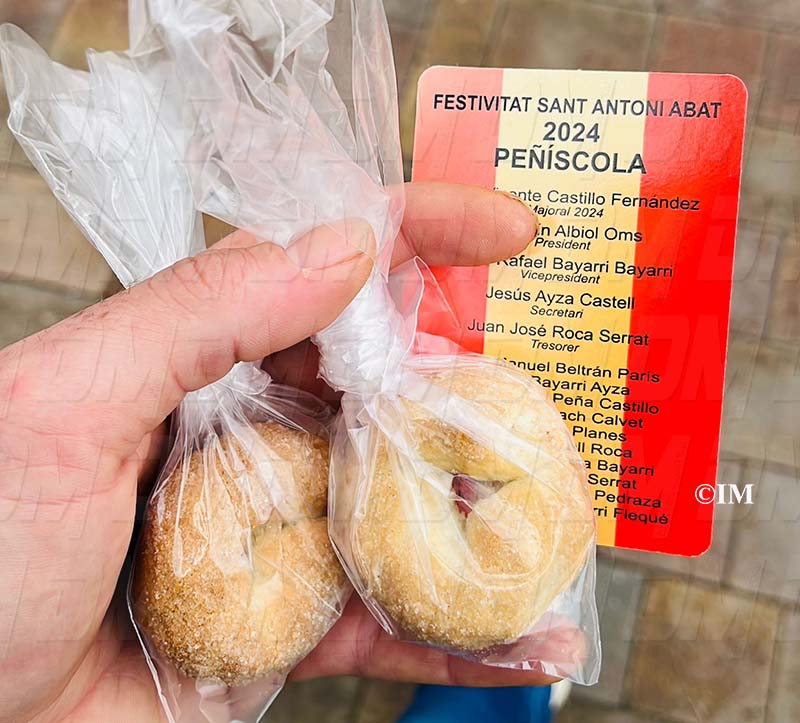 FESTIVITAT SANT ANTONI ABAT
2024
PEÑÍSCOLA
Castillo Fernández
Majoral 2024
Albiol Oms
President
Rafael Bayarri Bayarri
Vicepresident
Jesús Ayza Castell
Secretari
Juan José Roca Serrat
Tresorer
Manuel Beltrán París
Bayarri Ayza
Peña Castillo
Calvet
Planes
Roca
Bayarri
Serrat
Pedraza
Flequé
©IM